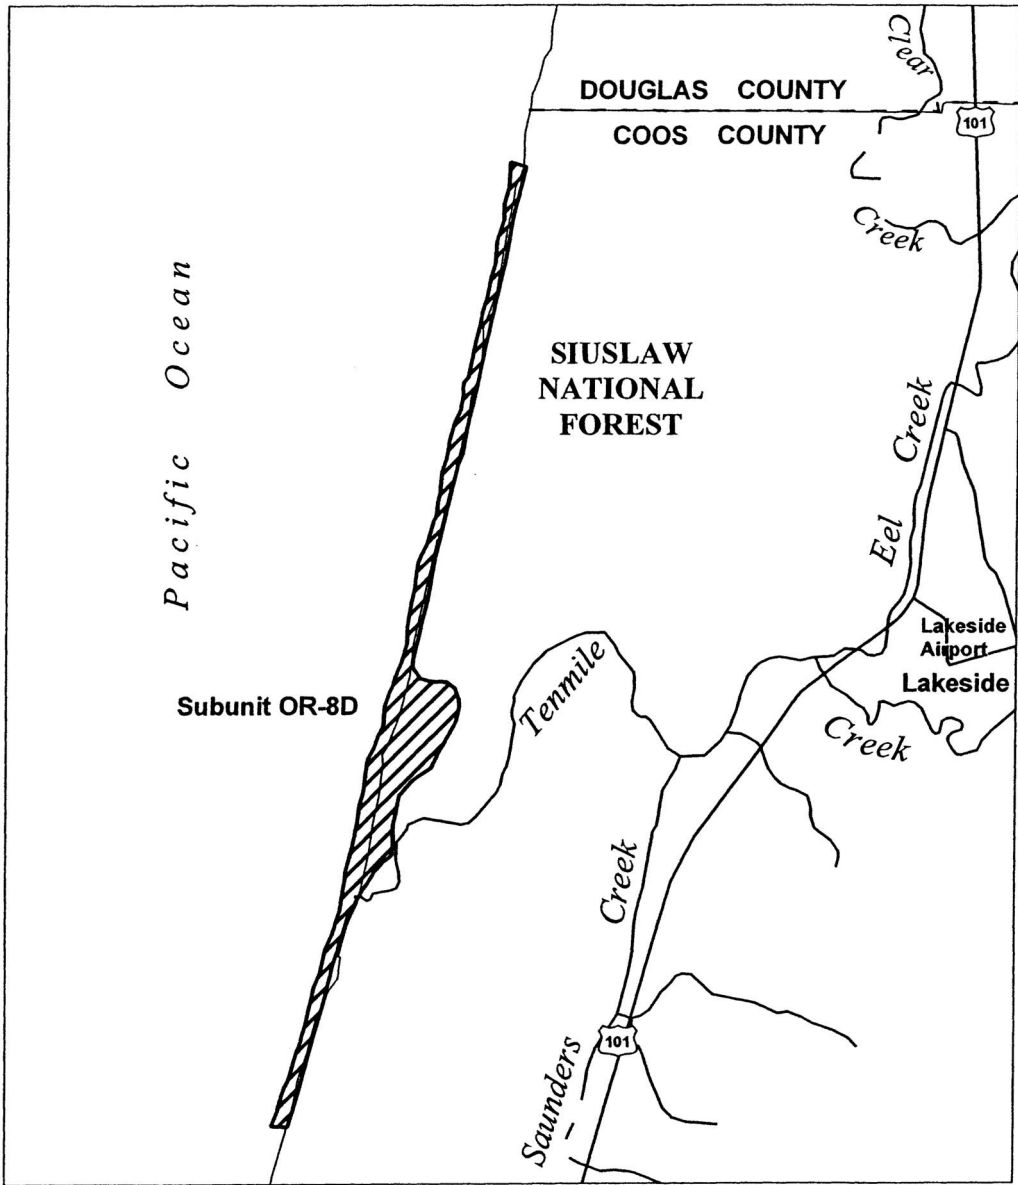 Clear
DOUGLAS COUNTY
101
COOS COUNTY
Creek
Pacific Ocean
SIUSLAW
NATIONAL
FOREST
Eel Creek
Lakeside
Airport
Lakeside
Tenmile
Creek
Subunit OR-8D
Creek
101
Saunders